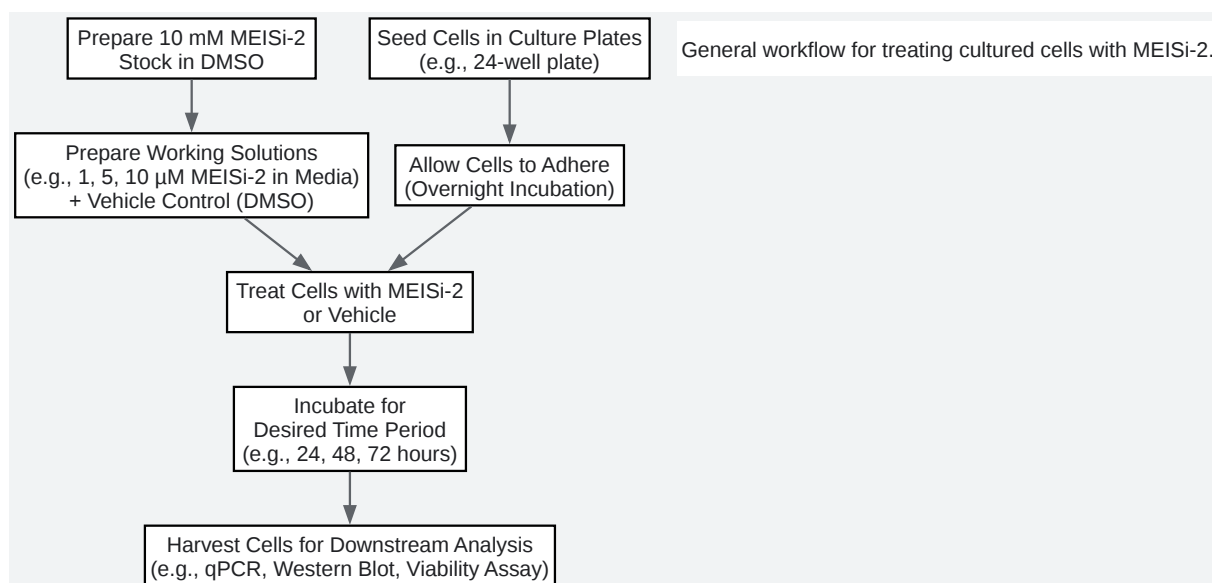 Prepare 10 mM MEISi-2
Stock in DMSO
Seed Cells in Culture Plates
(e.g., 24-well plate)
General workflow for treating cultured cells with MEISi-2.
Prepare Working Solutions
(e.g., 1, 5, 10 µM MEISi-2 in Media)
+ Vehicle Control (DMSO)
Allow Cells to Adhere
(Overnight Incubation)
Treat Cells with MEISi-2
or Vehicle
Incubate for
Desired Time Period
(e.g., 24, 48, 72 hours)
Harvest Cells for Downstream Analysis
(e.g., qPCR, Western Blot, Viability Assay)